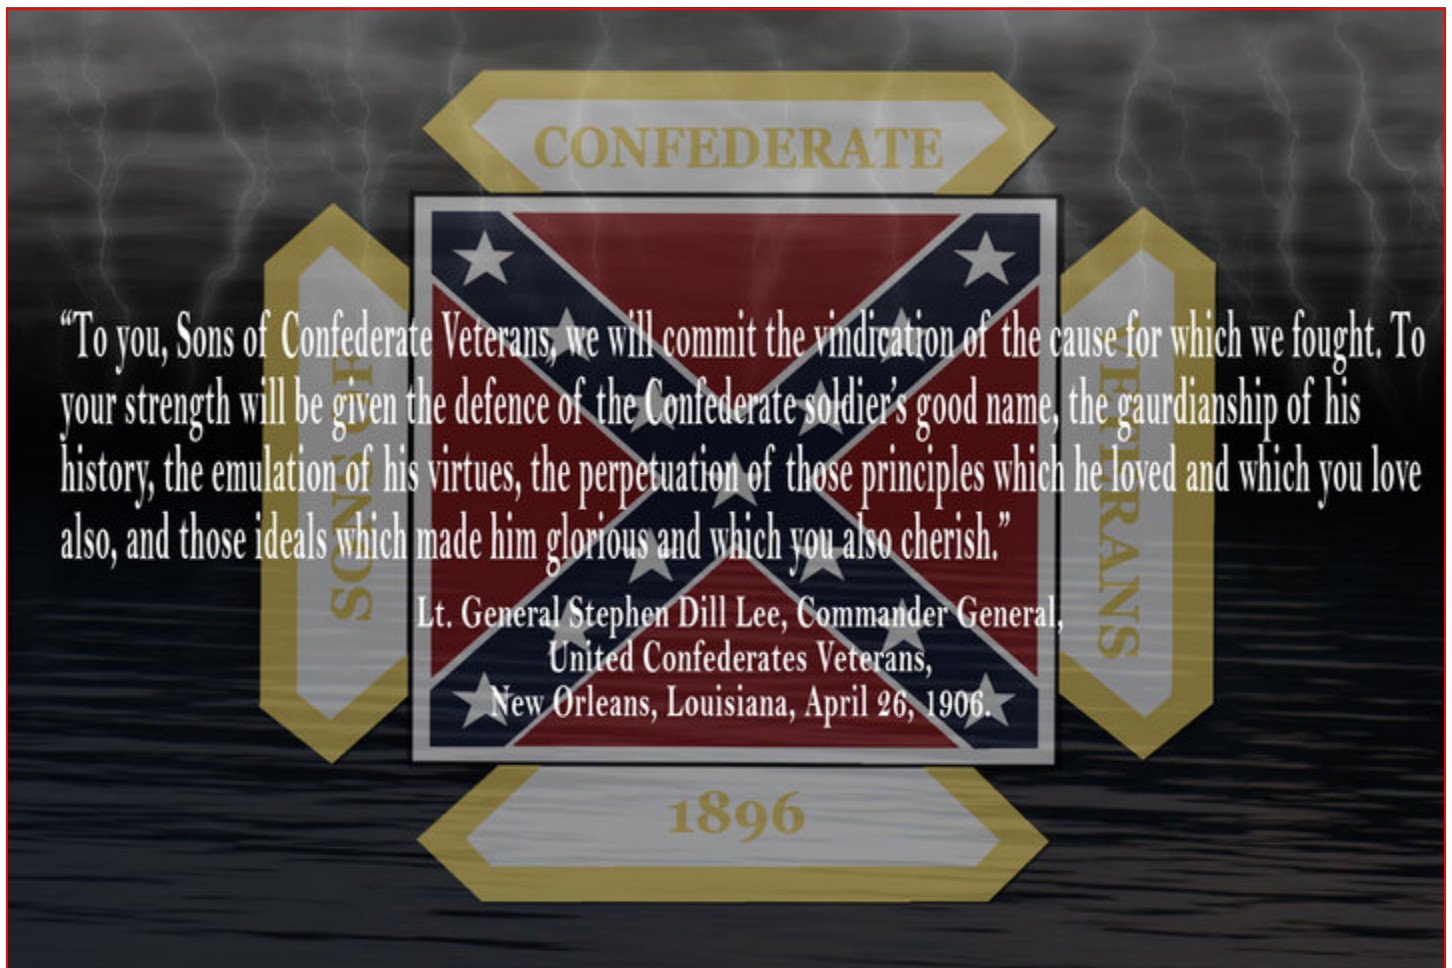 CONFEDERATE
SONS OF
VETERANS
“To you, Sons of Confederate Veterans, we will commit the vindication of the cause for which we fought. To
your strength will be given the defence of the Confederate soldier’s good name, the gaurdianship of his
history, the emulation of his virtues, the perpetuation of those principles which he loved and which you love
also, and those ideals which made him glorious and which you also cherish.”
Lt. General Stephen Dill Lee, Commander General,
United Confederates Veterans,
New Orleans, Louisiana, April 26, 1906.
1896